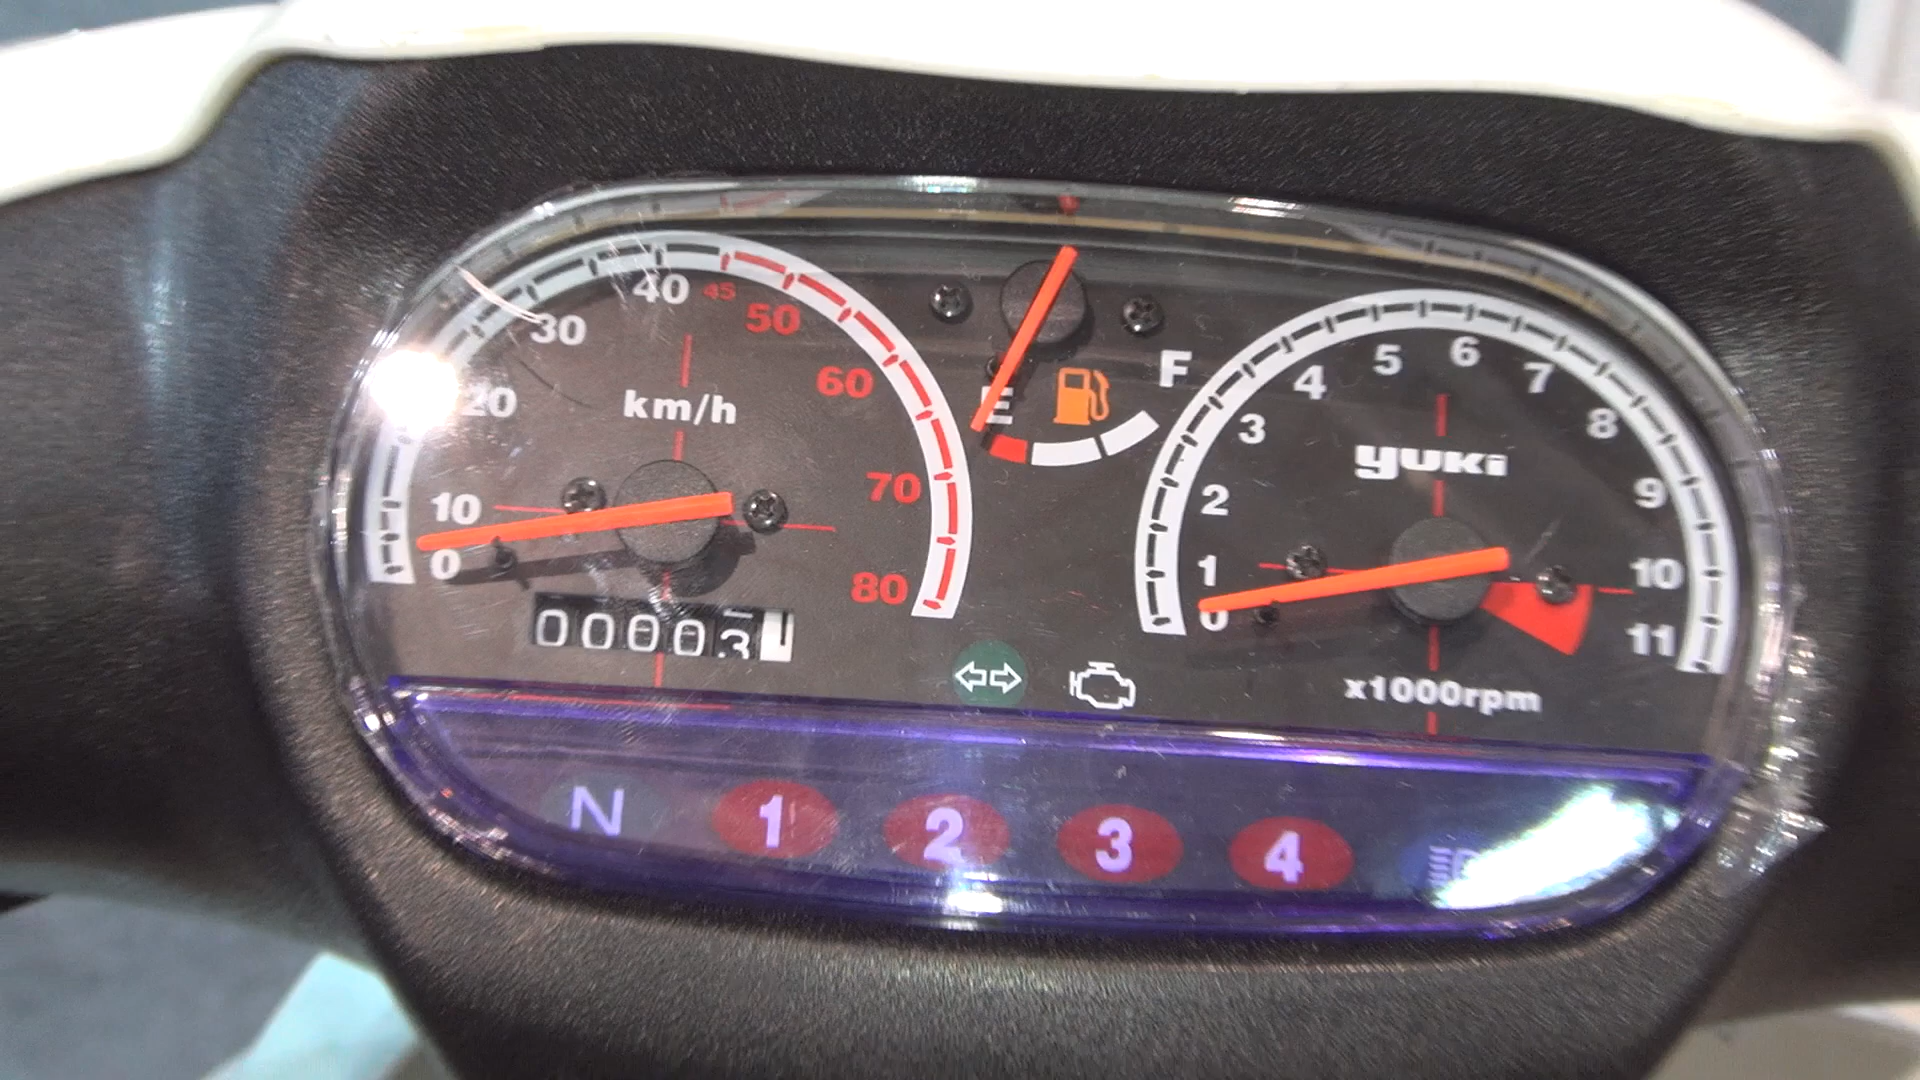 0 10 20 30 40 45 50 60 70 80
km/h
00003
E F
0 1 2 3 4 5 6 7 8 9 10 11
yuki
x1000rpm
N 1 2 3 4